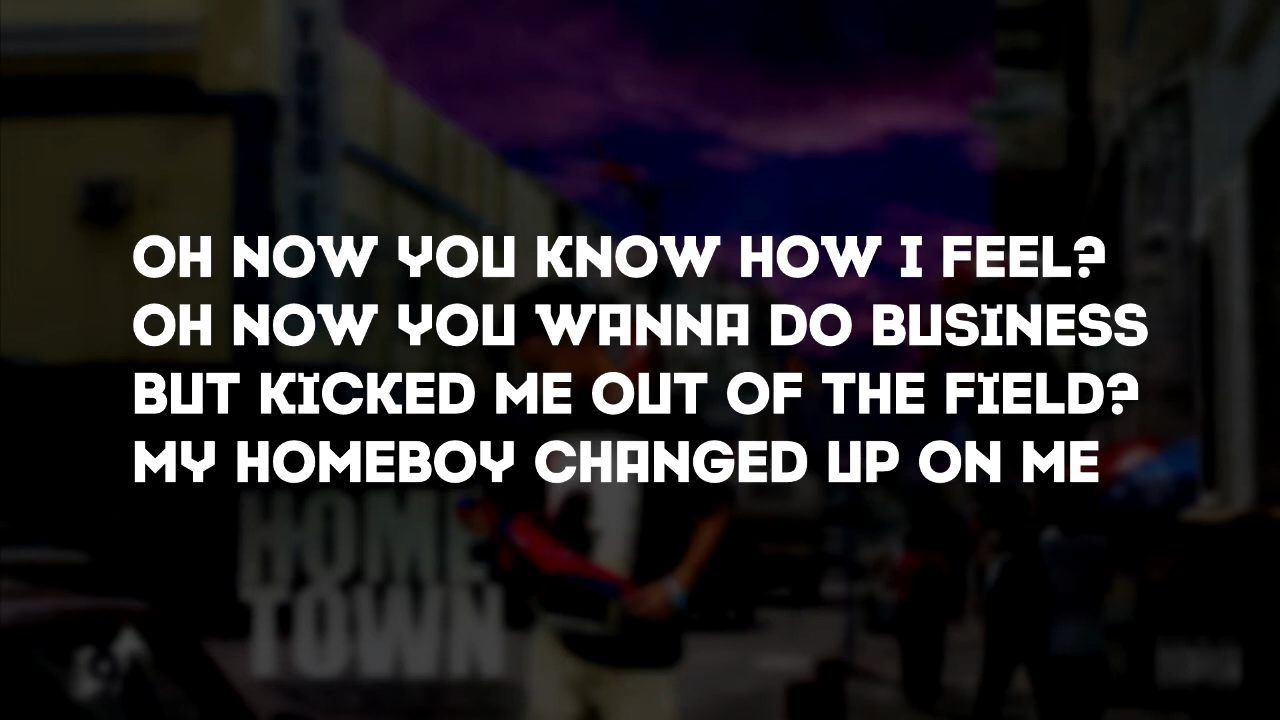 OH NOW YOU KNOW HOW I FEEL?
OH NOW YOU WANNA DO BUSINESS
BUT KICKED ME OUT OF THE FIELD?
MY HOMEBOY CHANGED UP ON ME
HOME
TOWN